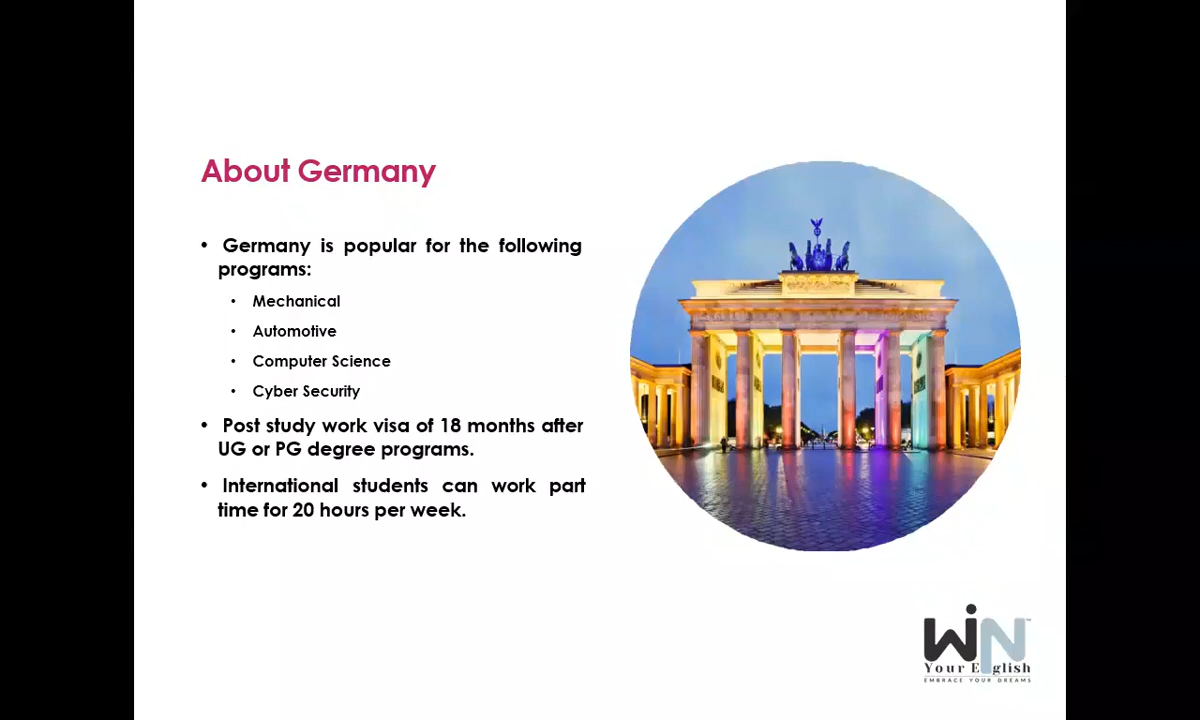 About Germany
• Germany is popular for the following
programs:
• Mechanical
• Automotive
• Computer Science
• Cyber Security
• Post study work visa of 18 months after
UG or PG degree programs.
• International students can work part
time for 20 hours per week.
WiN™
Your English
EMBRACE YOUR DREAMS